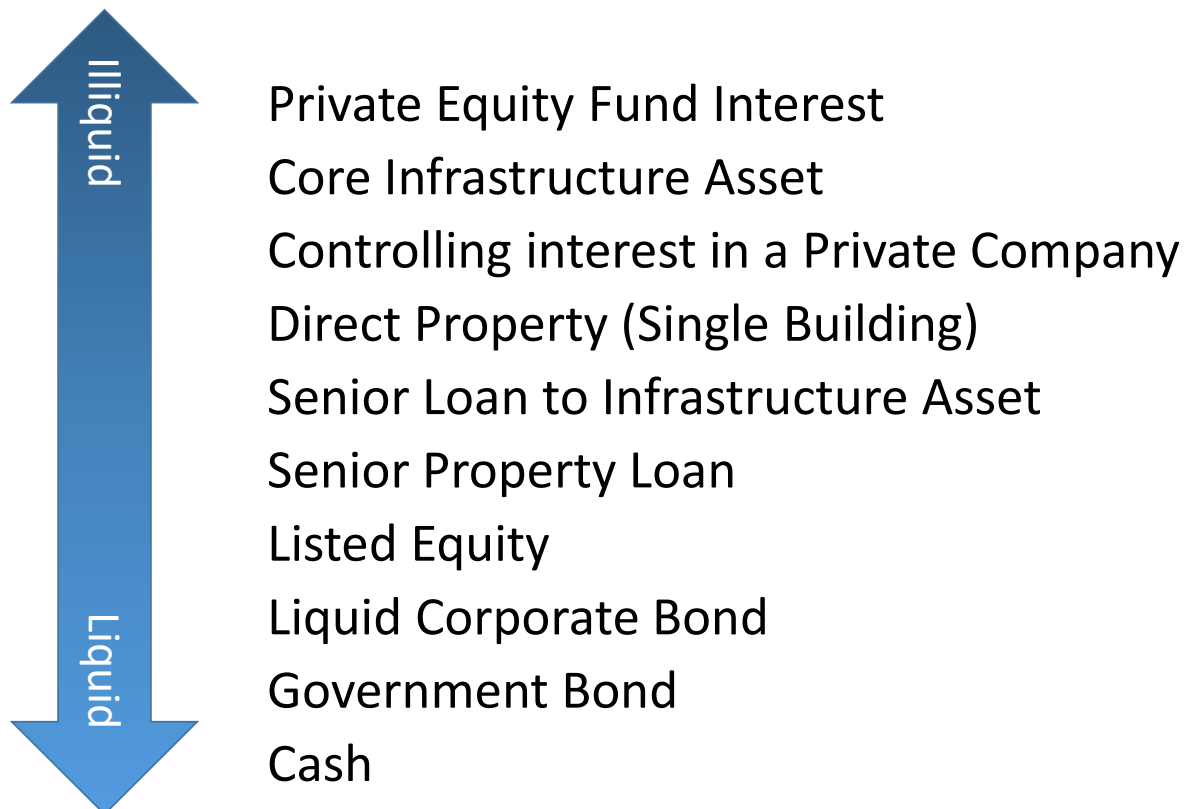 Illiquid
Private Equity Fund Interest
Core Infrastructure Asset
Controlling interest in a Private Company
Direct Property (Single Building)
Senior Loan to Infrastructure Asset
Senior Property Loan
Listed Equity
Liquid Corporate Bond
Liquid
Government Bond
Cash